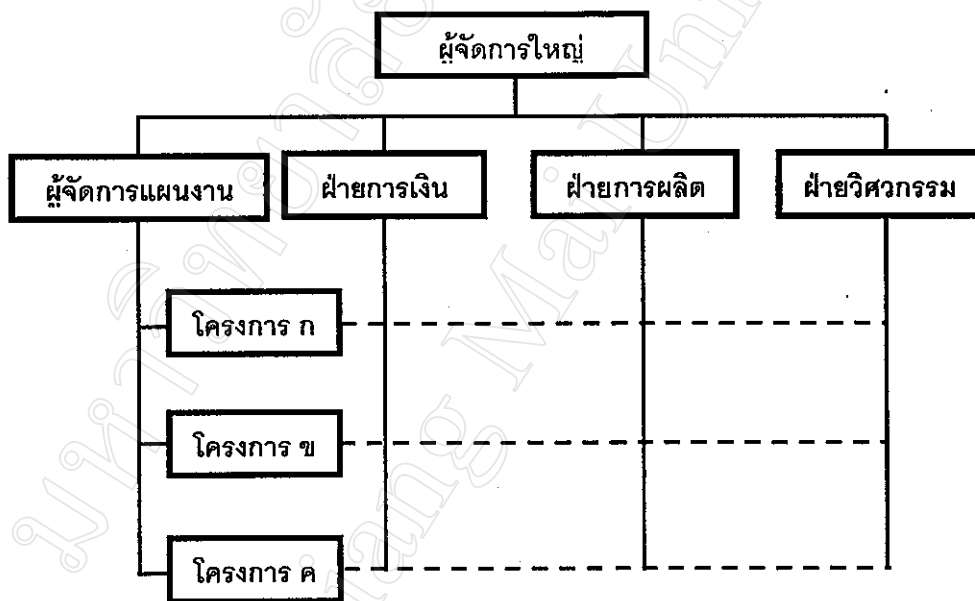 ผู้จัดการใหญ่
ผู้จัดการแผนงาน
ฝ่ายการเงิน
ฝ่ายการผลิต
ฝ่ายวิศวกรรม
โครงการ ก
โครงการ ข
โครงการ ค